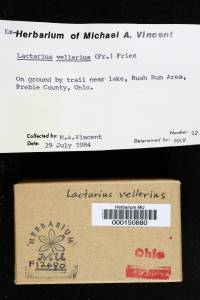 Ex-Herbarium of Michael A. Vincent
Lactarius vellerius (Fr.) Fries
On ground by trail near lake, Rush Run Area,
Preble County, Ohio.
Collected by: M.A.Vincent
Number: 12
Date: 29 July 1984
Determined by: MAV
Lactarius vellerius
Herbarium MU
000150880
HERBARIUM
MU
F12680
Ohio